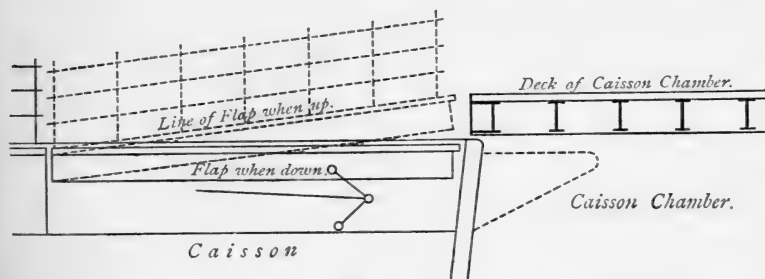 Deck of Caisson Chamber.
Line of Flap when up.
Flap when down.
Caisson Chamber.
Caisson